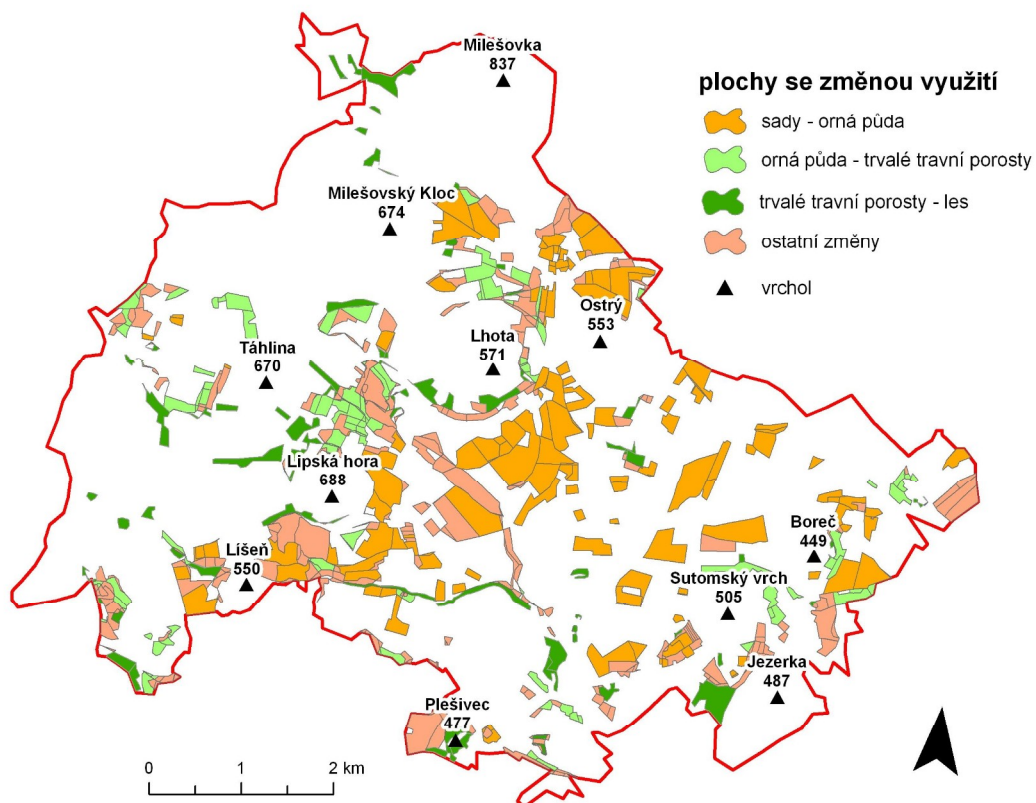 Milešovka
837
plochy se změnou využití
sady - orná půda
orná půda - trvalé travní porosty
trvalé travní porosty - les
ostatní změny
vrchol
Milešovský Kloc
674
Ostrý
553
Lhota
571
Táhlina
670
Lipská hora
688
Boreč
449
Líšeň
550
Sutomský vrch
505
Jezerka
487
Plešivec
477
0 1 2 km